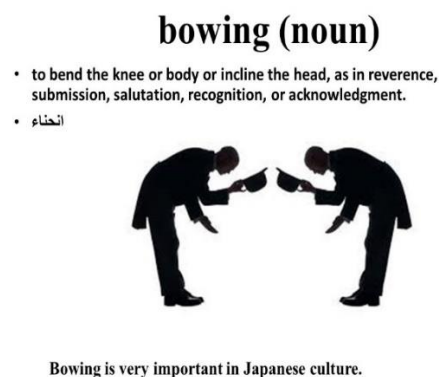 bowing (noun)
• to bend the knee or body or incline the head, as in reverence,
submission, salutation, recognition, or acknowledgment.
• انحناء
Bowing is very important in Japanese culture.